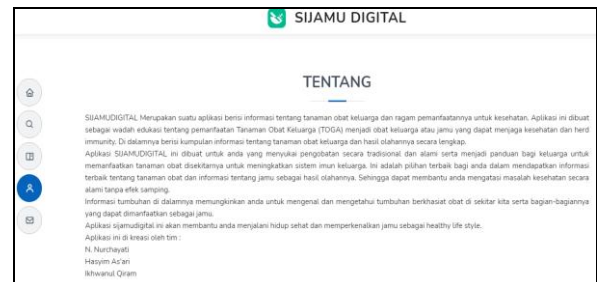 SIJAMU DIGITAL
TENTANG
SIJAMUDIGITAL Merupakan suatu aplikasi berisi informasi tentang tanaman obat keluarga dan ragam pemanfaatannya untuk kesehatan. Aplikasi ini dibuat
sebagai wadah edukasi tentang pemanfaatan Tanaman Obat Keluarga (TOGA) menjadi obat keluarga atau jamu yang dapat menjaga kesehatan dan herd
immunity. Di dalamnya berisi kumpulan informasi tentang tanaman obat keluarga dan hasil olahannya secara lengkap.
Aplikasi SIJAMUDIGITAL ini dibuat untuk anda yang menyukai pengobatan secara tradisional dan alami serta menjadi panduan bagi keluarga untuk
memanfaatkan tanaman obat disekitarnya untuk meningkatkan sistem imun keluarga. Ini adalah pilihan terbaik bagi anda dalam mendapatkan informasi
terbaik tentang tanaman obat dan informasi tentang jamu sebagai hasil olahannya. Sehingga dapat membantu anda mengatasi masalah kesehatan secara
alami tanpa efek samping.
Informasi tumbuhan di dalamnya memungkinkan anda untuk mengenal dan mengetahui tumbuhan berkhasiat obat di sekitar kita serta bagian-bagiannya
yang dapat dimanfaatkan sebagai jamu.
Aplikasi sijamudigital ini akan membantu anda menjalani hidup sehat dan memperkenalkan jamu sebagai healthy life style.
Aplikasi ini di kreasi oleh tim :
N. Nurchayati
Hasyim As'ari
Ikhwanul Qiram